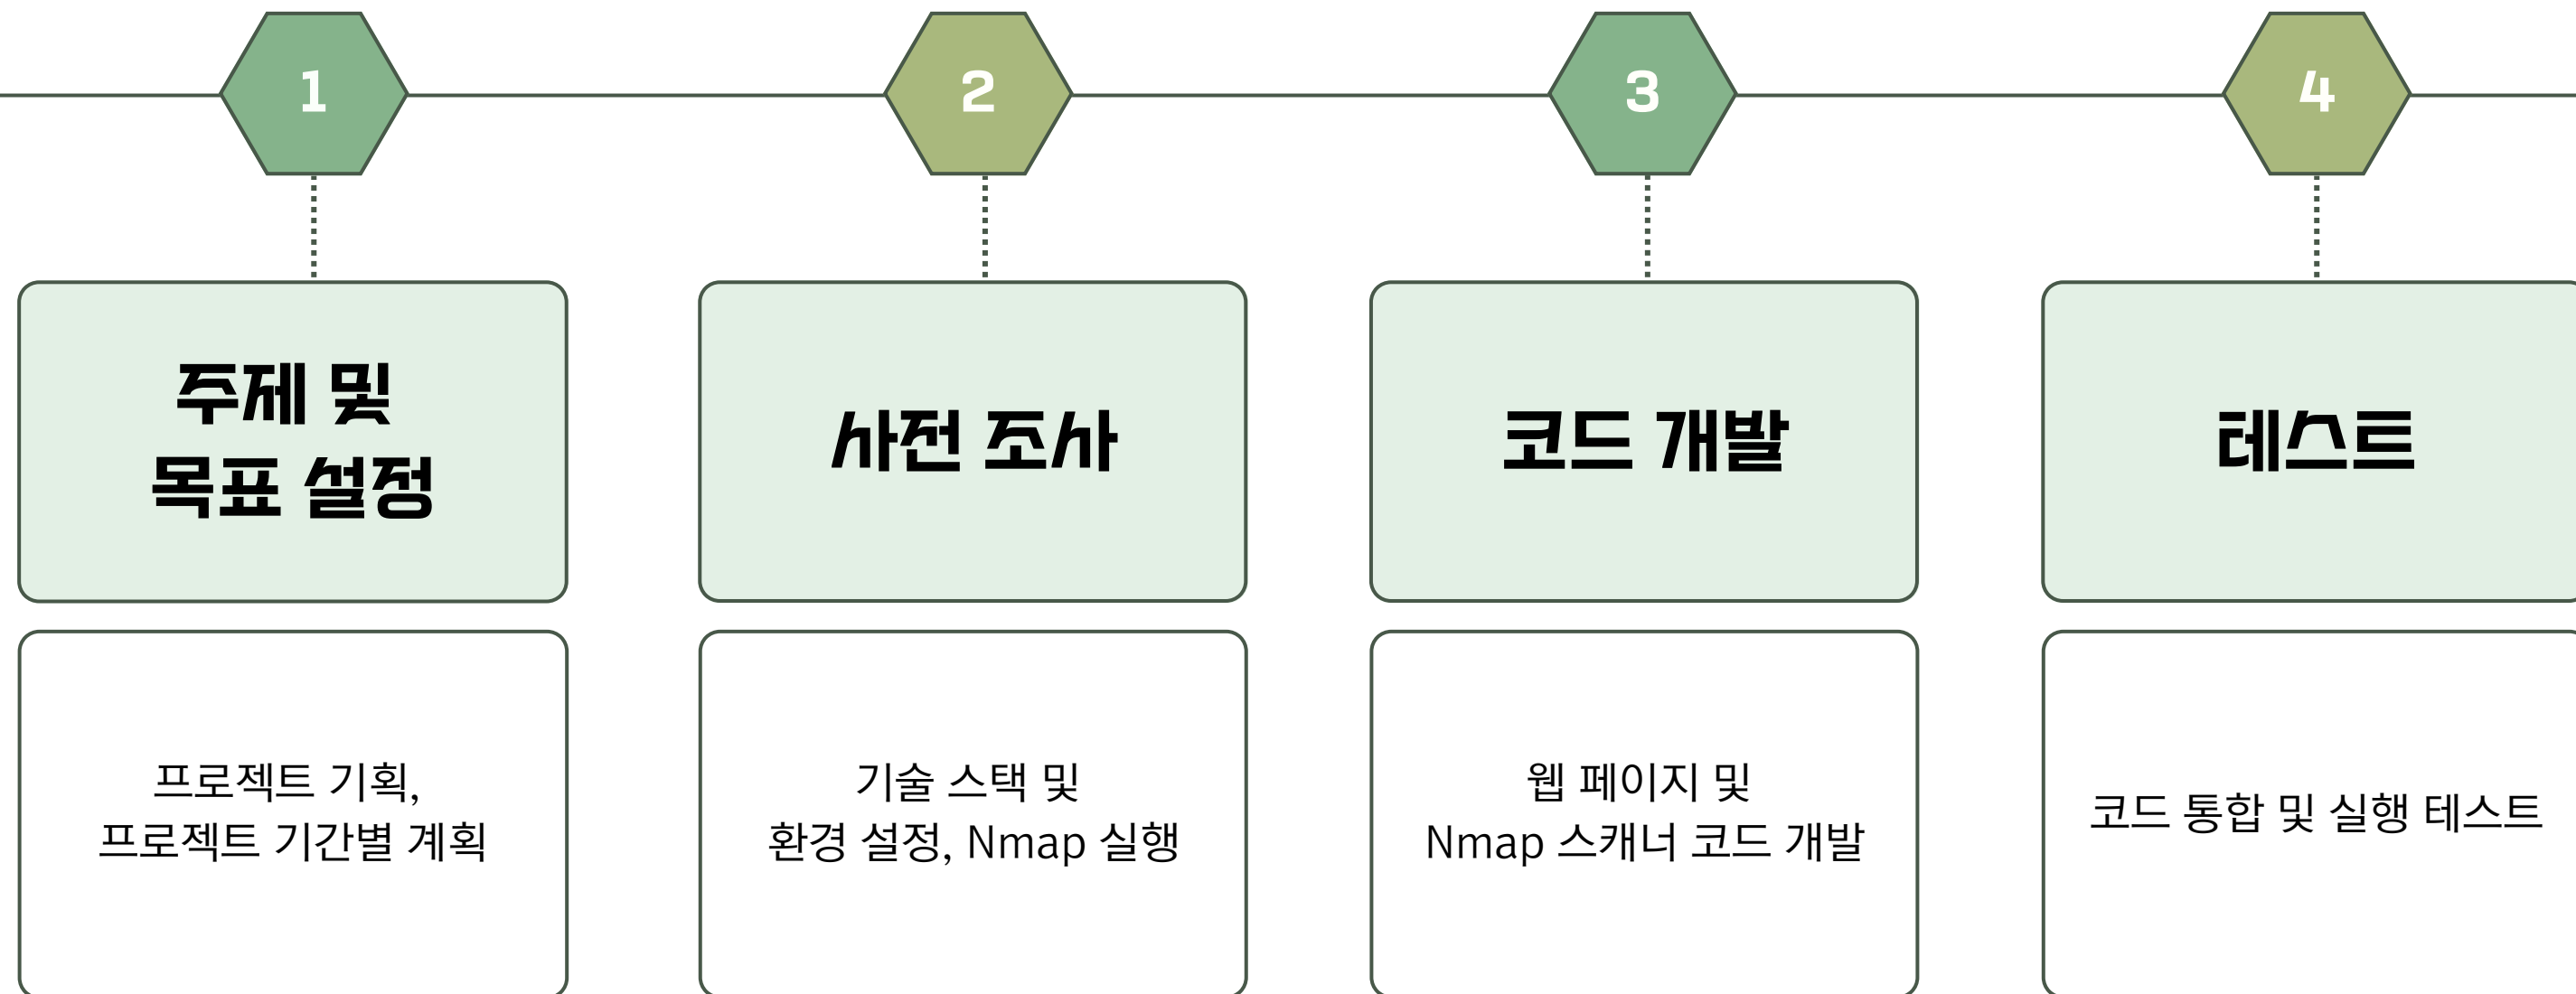 1
2
3
4
주제 및
목표 설정
사전 조사
코드 개발
테스트
프로젝트 기획,
프로젝트 기간별 계획
기술 스택 및
환경 설정, Nmap 실행
웹 페이지 및
Nmap 스캐너 코드 개발
코드 통합 및 실행 테스트